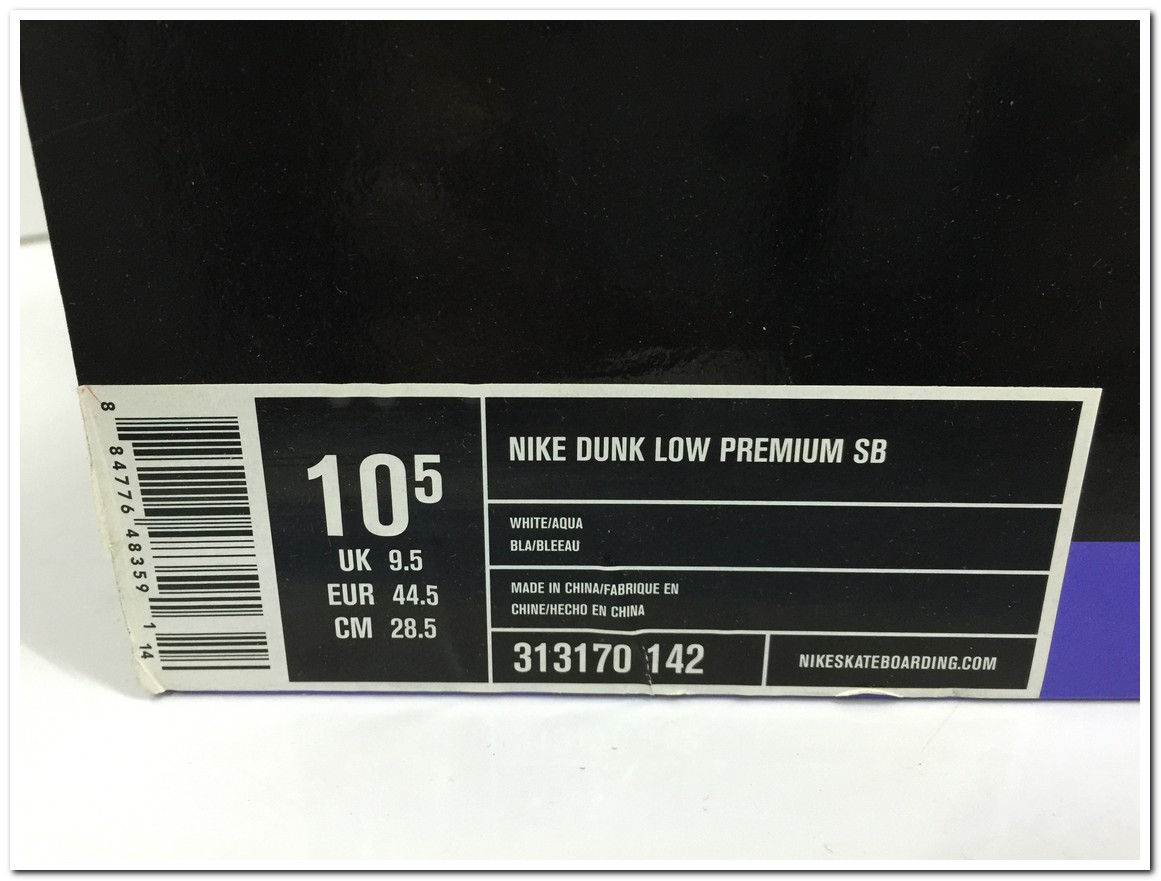 8 84776 48359 1 14
10 5
UK 9.5
EUR 44.5
CM 28.5
NIKE DUNK LOW PREMIUM SB
WHITE/AQUA
BLA/BLEEAU
MADE IN CHINA/FABRIQUE EN
CHINE/HECHO EN CHINA
313170 142
NIKESKATEBOARDING.COM